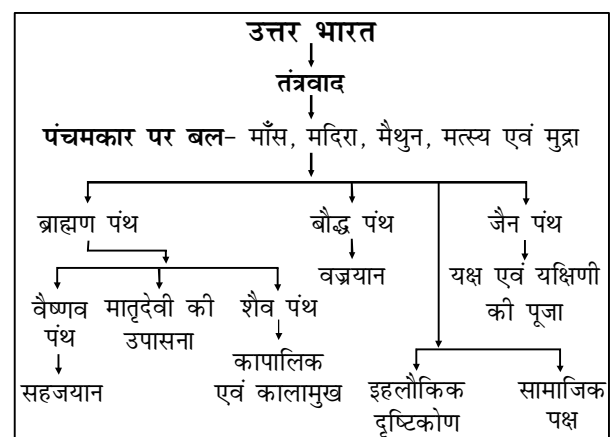 उत्तर भारत
तंत्रवाद
पंचमकार पर बल– माँस, मदिरा, मैथुन, मत्स्य एवं मुद्रा
ब्राह्मण पंथ
बौद्ध पंथ
जैन पंथ
वज्रयान
यक्ष एवं यक्षिणी
की पूजा
वैष्णव
पंथ
मातृदेवी की
उपासना
शैव पंथ
सहजयान
कापालिक
एवं कालामुख
इहलौकिक
दृष्टिकोण
सामाजिक
पक्ष